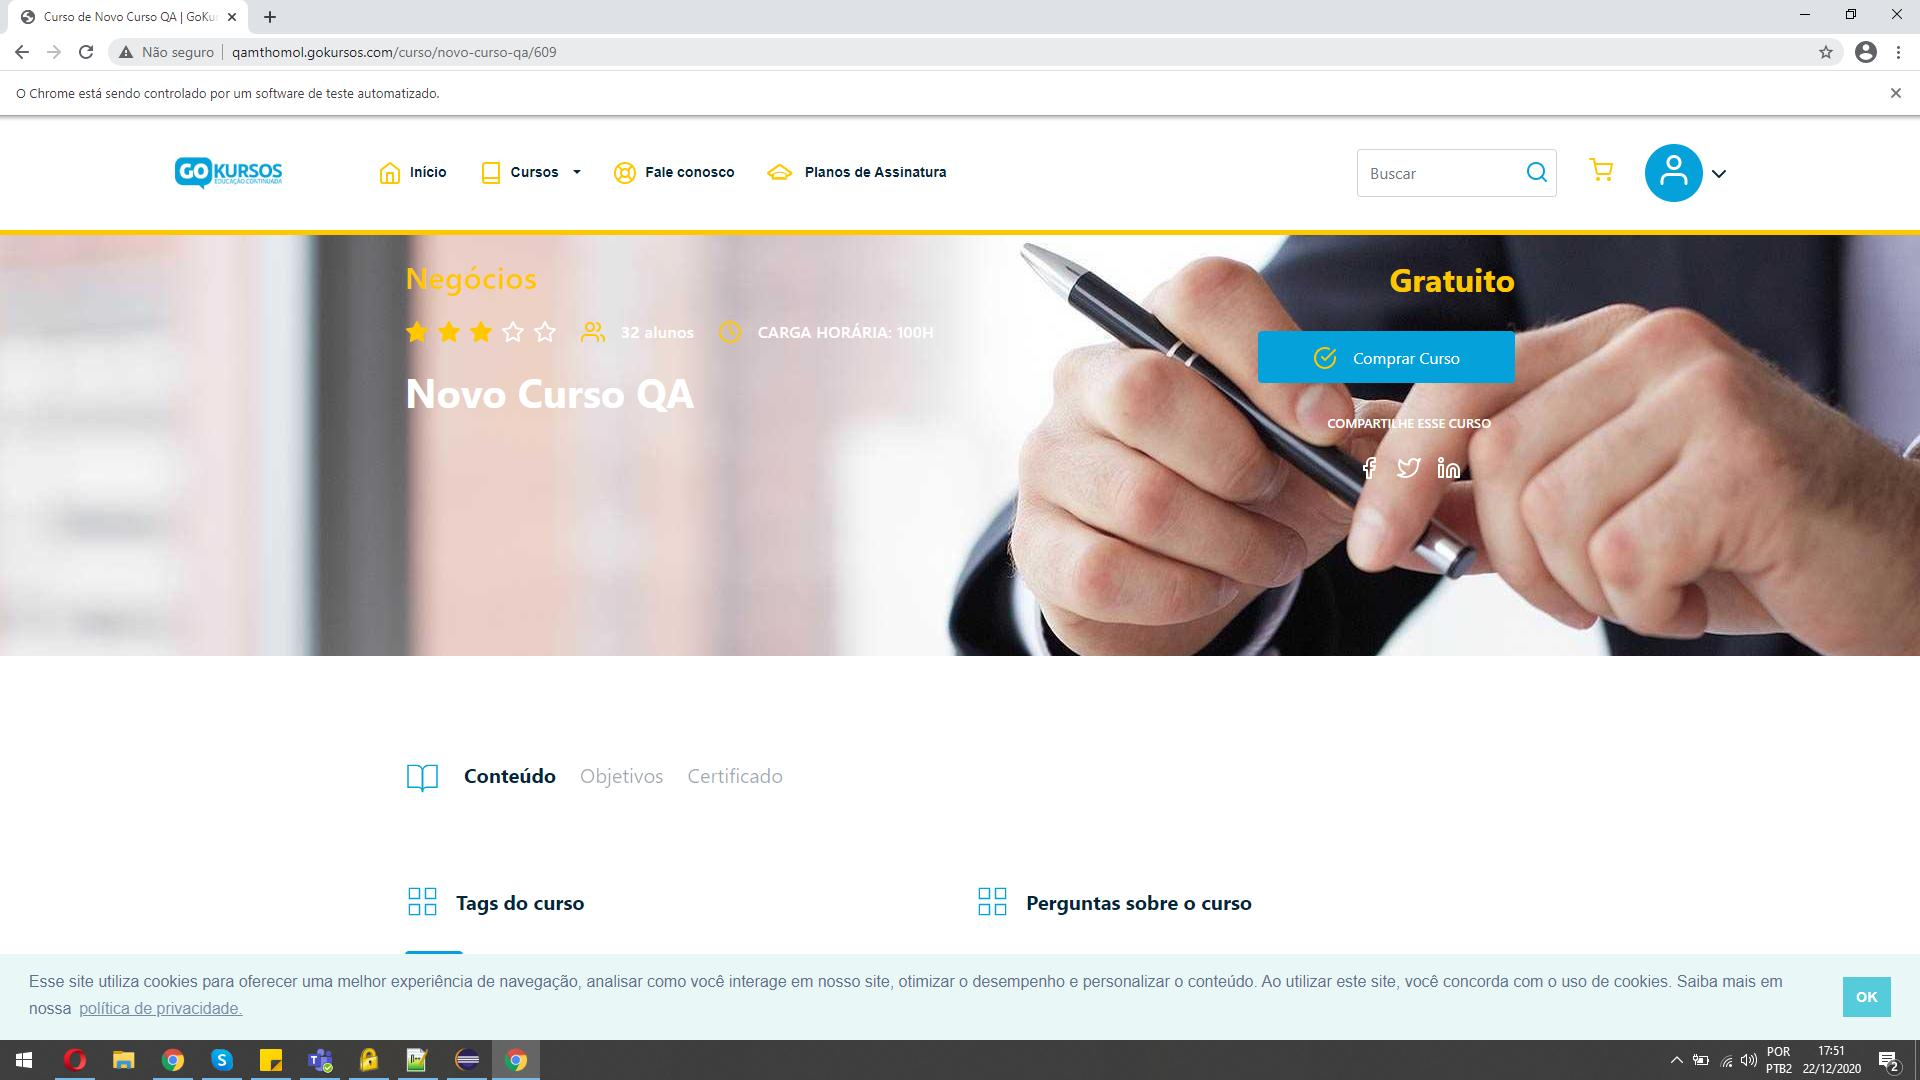 Curso de Novo Curso QA | GoKur
Não seguro | qamthomol.gokursos.com/curso/novo-curso-qa/609
O Chrome está sendo controlado por um software de teste automatizado.
GO KURSOS
EDUCAÇÃO CONTINUADA
Início
Cursos
Fale conosco
Planos de Assinatura
Buscar
Negócios
Gratuito
32 alunos
CARGA HORÁRIA: 100H
Comprar Curso
Novo Curso QA
COMPARTILHE ESSE CURSO
Conteúdo
Objetivos
Certificado
Tags do curso
Perguntas sobre o curso
Esse site utiliza cookies para oferecer uma melhor experiência de navegação, analisar como você interage em nosso site, otimizar o desempenho e personalizar o conteúdo. Ao utilizar este site, você concorda com o uso de cookies. Saiba mais em
nossa política de privacidade.
OK
POR
PTB2
17:51
22/12/2020
2